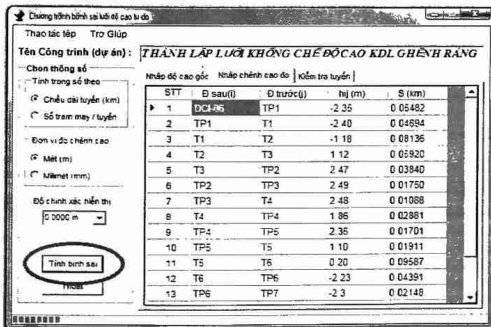 Chương trình bình sai lưới độ cao tự do
Thao tác tệp Trợ Giúp
Tên Công trình (dự án) : THÀNH LẬP LƯỚI KHỐNG CHẾ ĐỘ CAO KDL GHỀNH RÁNG
Chọn thông số
Tính trọng số theo
Chiều dài tuyến (km)
Số trạm máy / tuyến
Đơn vị đo chênh cao
Mét (m)
Milimet (mm)
Độ chính xác hiển thị
0.0000 m
Tính bình sai
Thoát
Nhập độ cao gốc Nhập chênh cao đo Kiểm tra tuyến
STT Đ sau(i) Đ trước(j) hij (m) S (km)
1 DCI-86 TP1 -2 35 0 05482
2 TP1 T1 -2 40 0 04694
3 T1 T2 -1 18 0 08136
4 T2 T3 1 12 0 05920
5 T3 TP2 2 47 0 03840
6 TP2 TP3 2 49 0 01750
7 TP3 T4 2 48 0 01088
8 T4 TP4 1 86 0 02881
9 TP4 TP5 2.35 0 01701
10 TP5 T5 1 10 0 01911
11 T5 T6 0 20 0 09587
12 T6 TP6 -2 23 0 04391
13 TP6 TP7 -2 3 0 02148